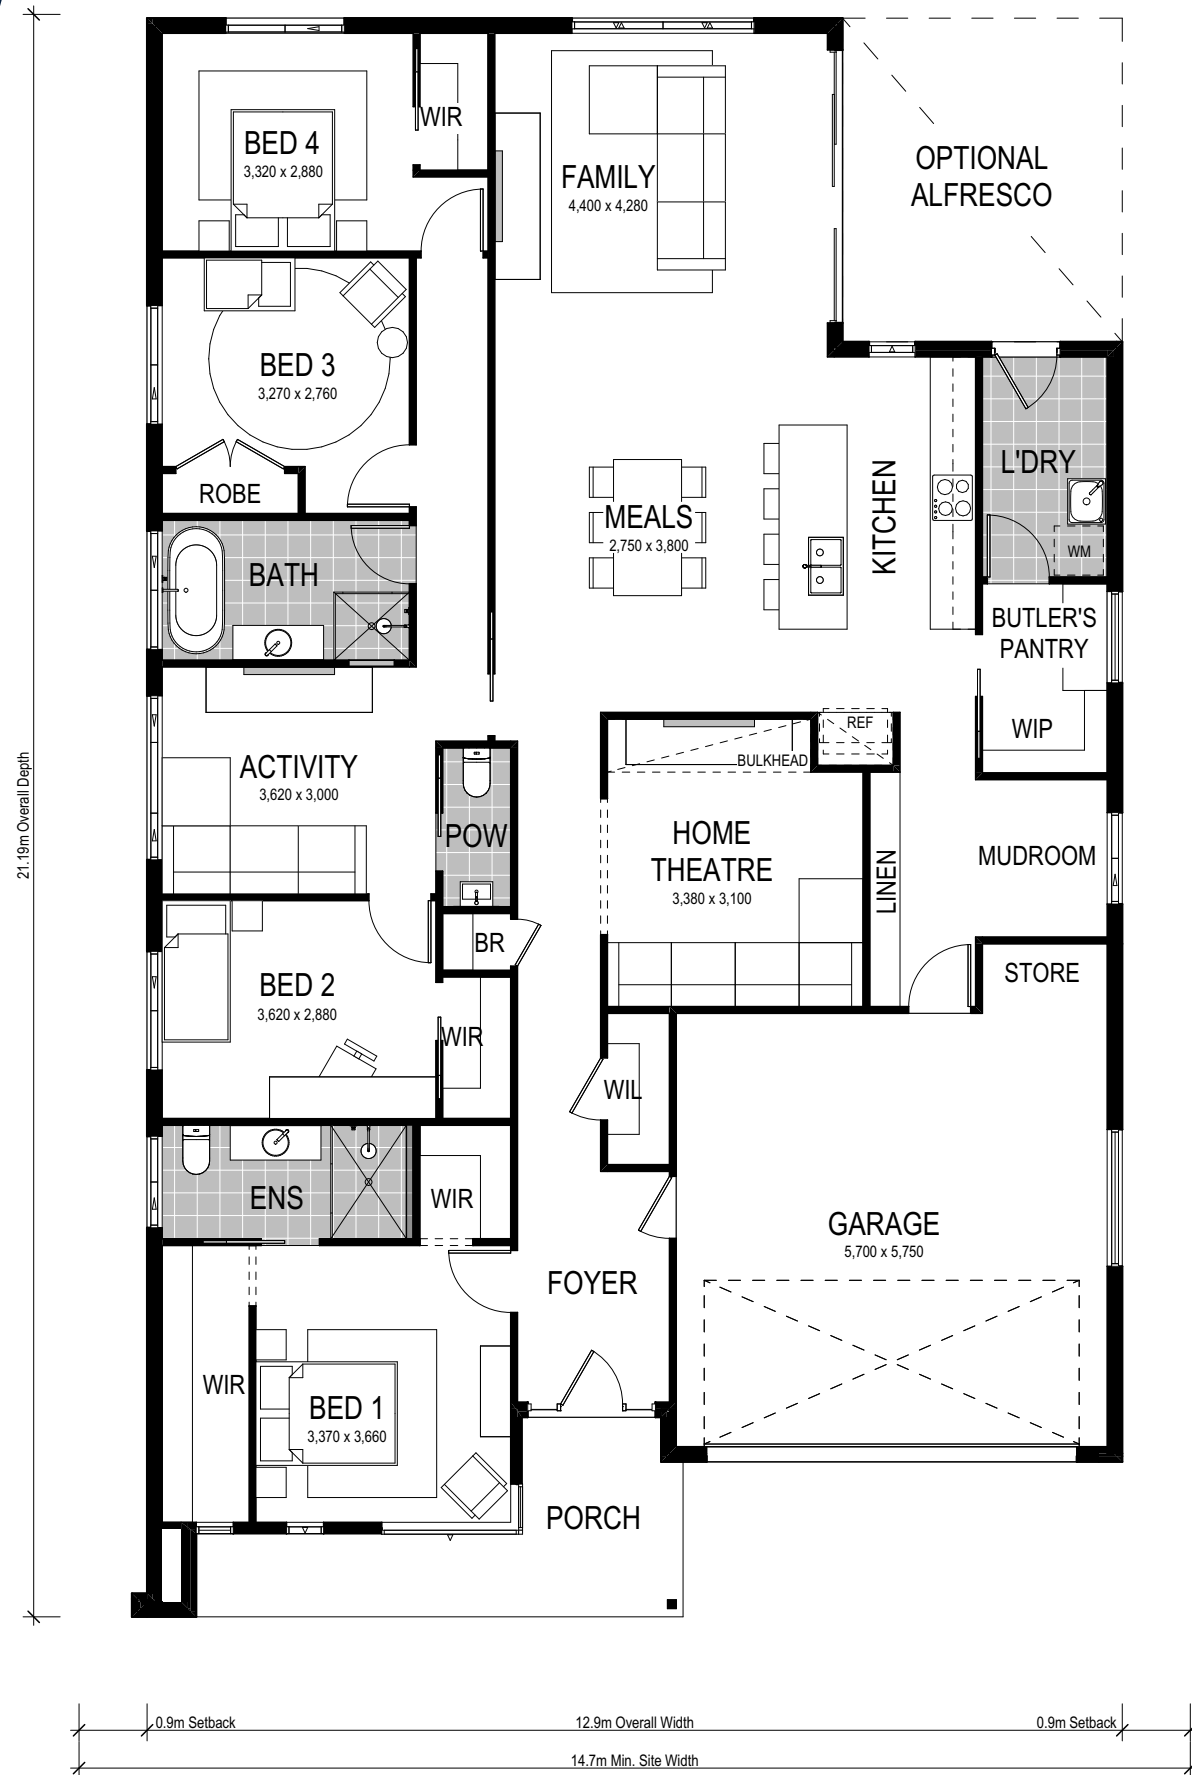 BED 4
3,320 x 2,880
WIR
FAMILY
4,400 x 4,280
OPTIONAL
ALFRESCO
BED 3
3,270 x 2,760
ROBE
BATH
MEALS
2,750 x 3,800
KITCHEN
L'DRY
WM
BUTLER'S
PANTRY
WIP
REF
BULKHEAD
ACTIVITY
3,620 x 3,000
POW
HOME
THEATRE
3,380 x 3,100
LINEN
MUDROOM
BR
STORE
BED 2
3,620 x 2,880
WIR
WIL
ENS
WIR
GARAGE
5,700 x 5,750
FOYER
WIR
BED 1
3,370 x 3,660
PORCH
21.19m Overall Depth
0.9m Setback
12.9m Overall Width
0.9m Setback
14.7m Min. Site Width